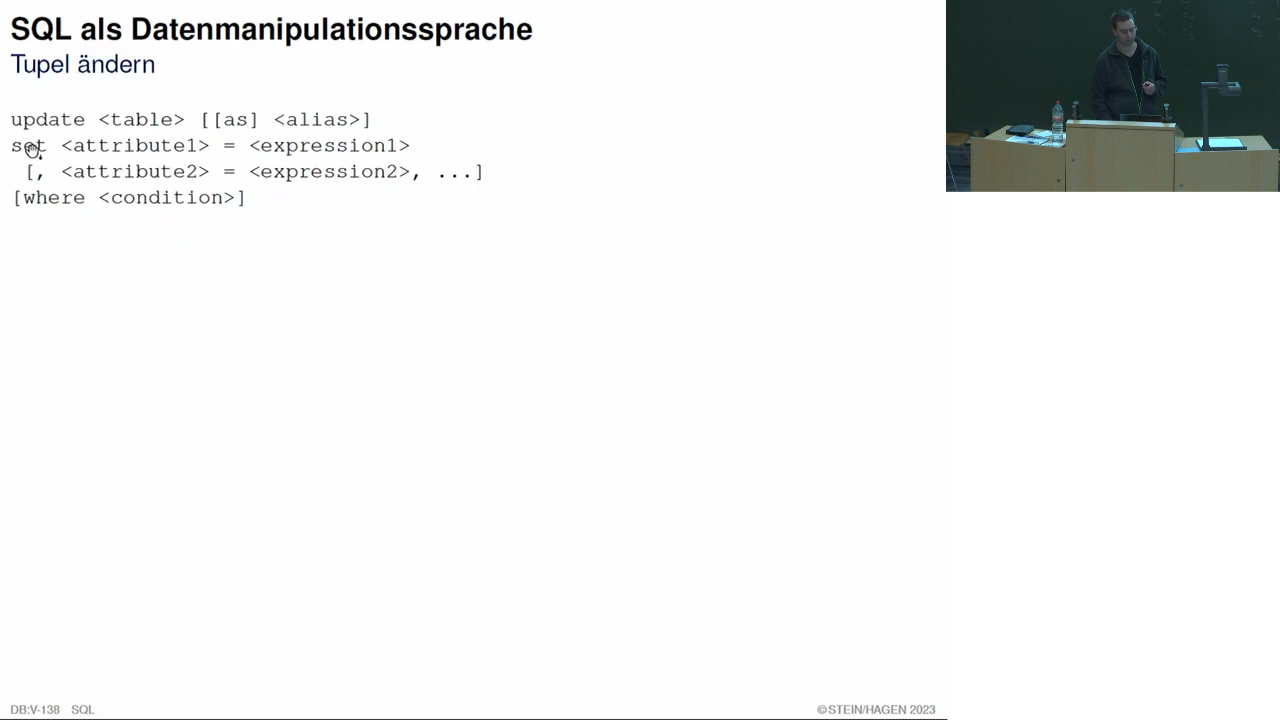 SQL als Datenmanipulationssprache
Tupel ändern
update <table> [[as] <alias>]
set <attribute1> = <expression1>
[, <attribute2> = <expression2>, ...]
[where <condition>]
DB:V-138 SQL
©STEIN/HAGEN 2023